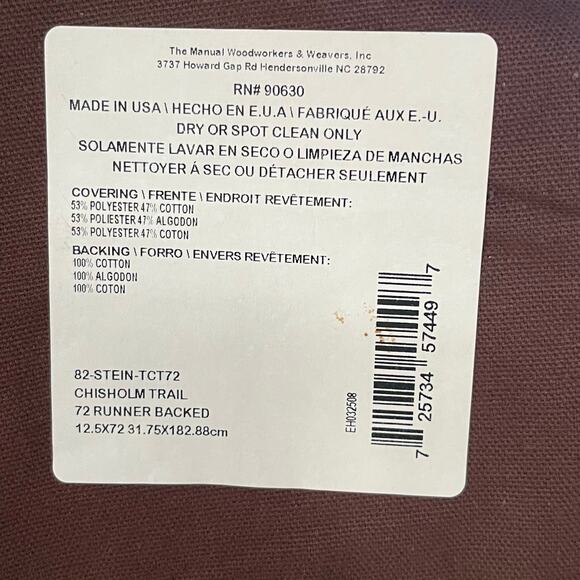 The Manual Woodworkers & Weavers, Inc
3737 Howard Gap Rd Hendersonville NC 28792
RN# 90630
MADE IN USA \ HECHO EN E.U.A \ FABRIQUÉ AUX E.-U.
DRY OR SPOT CLEAN ONLY
SOLAMENTE LAVAR EN SECO O LIMPIEZA DE MANCHAS
NETTOYER Á SEC OU DÉTACHER SEULEMENT
COVERING \ FRENTE \ ENDROIT REVÊTEMENT:
53% POLYESTER 47% COTTON
53% POLIESTER 47% ALGODON
53% POLYESTER 47% COTON
BACKING \ FORRO \ ENVERS REVÊTEMENT:
100% COTTON
100% ALGODON
100% COTON
82-STEIN-TCT72
CHISHOLM TRAIL
72 RUNNER BACKED
12.5X72 31.75X182.88cm
EH032508
7 25734 57449 7